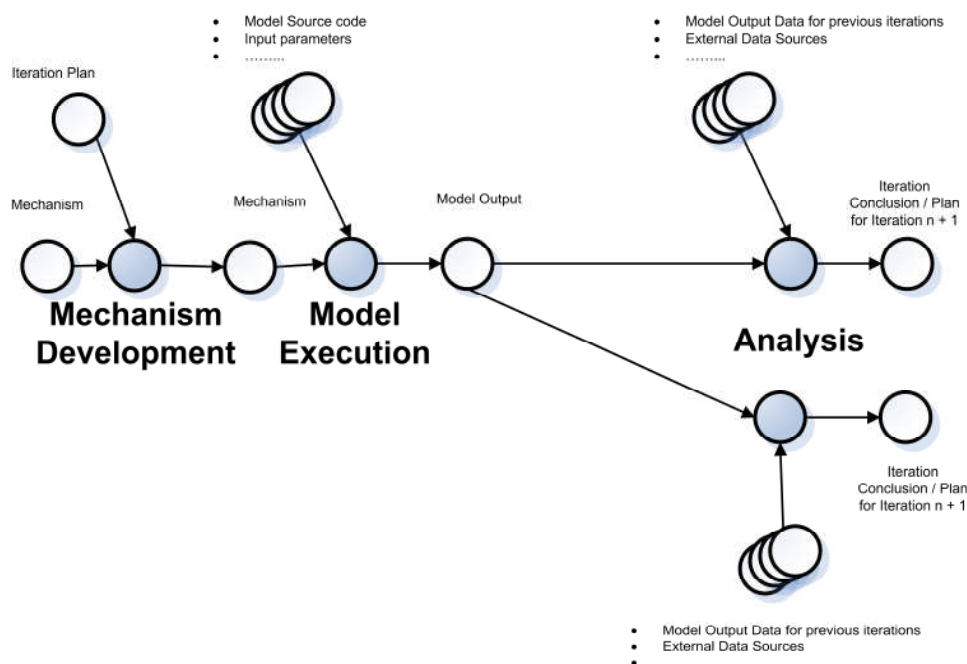 • Model Source code
• Input parameters
• ………..
• Model Output Data for previous iterations
• External Data Sources
• ………..
Iteration Plan
Mechanism
Mechanism
Model Output
Iteration
Conclusion / Plan
for Iteration n + 1
Mechanism
Development
Model
Execution
Analysis
Iteration
Conclusion / Plan
for Iteration n + 1
• Model Output Data for previous iterations
• External Data Sources
•